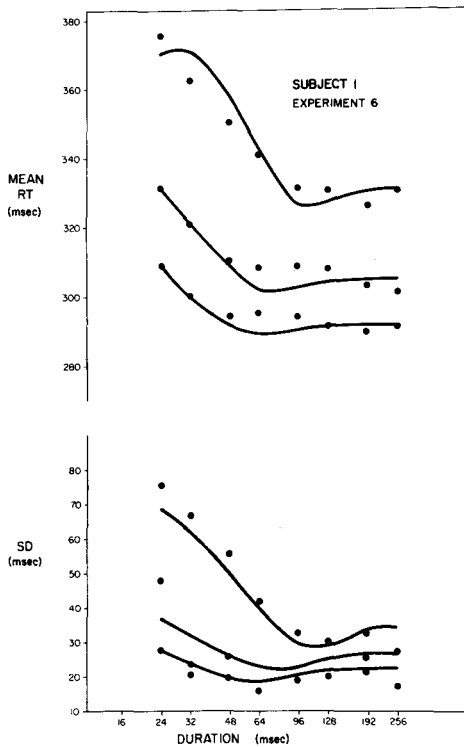 380
SUBJECT 1
EXPERIMENT 6
360
340
MEAN
RT
(msec)
320
300
280
80
70
60
SD
(msec)
50
40
30
20
10
16 24 32 48 64 96 128 192 256
DURATION (msec)